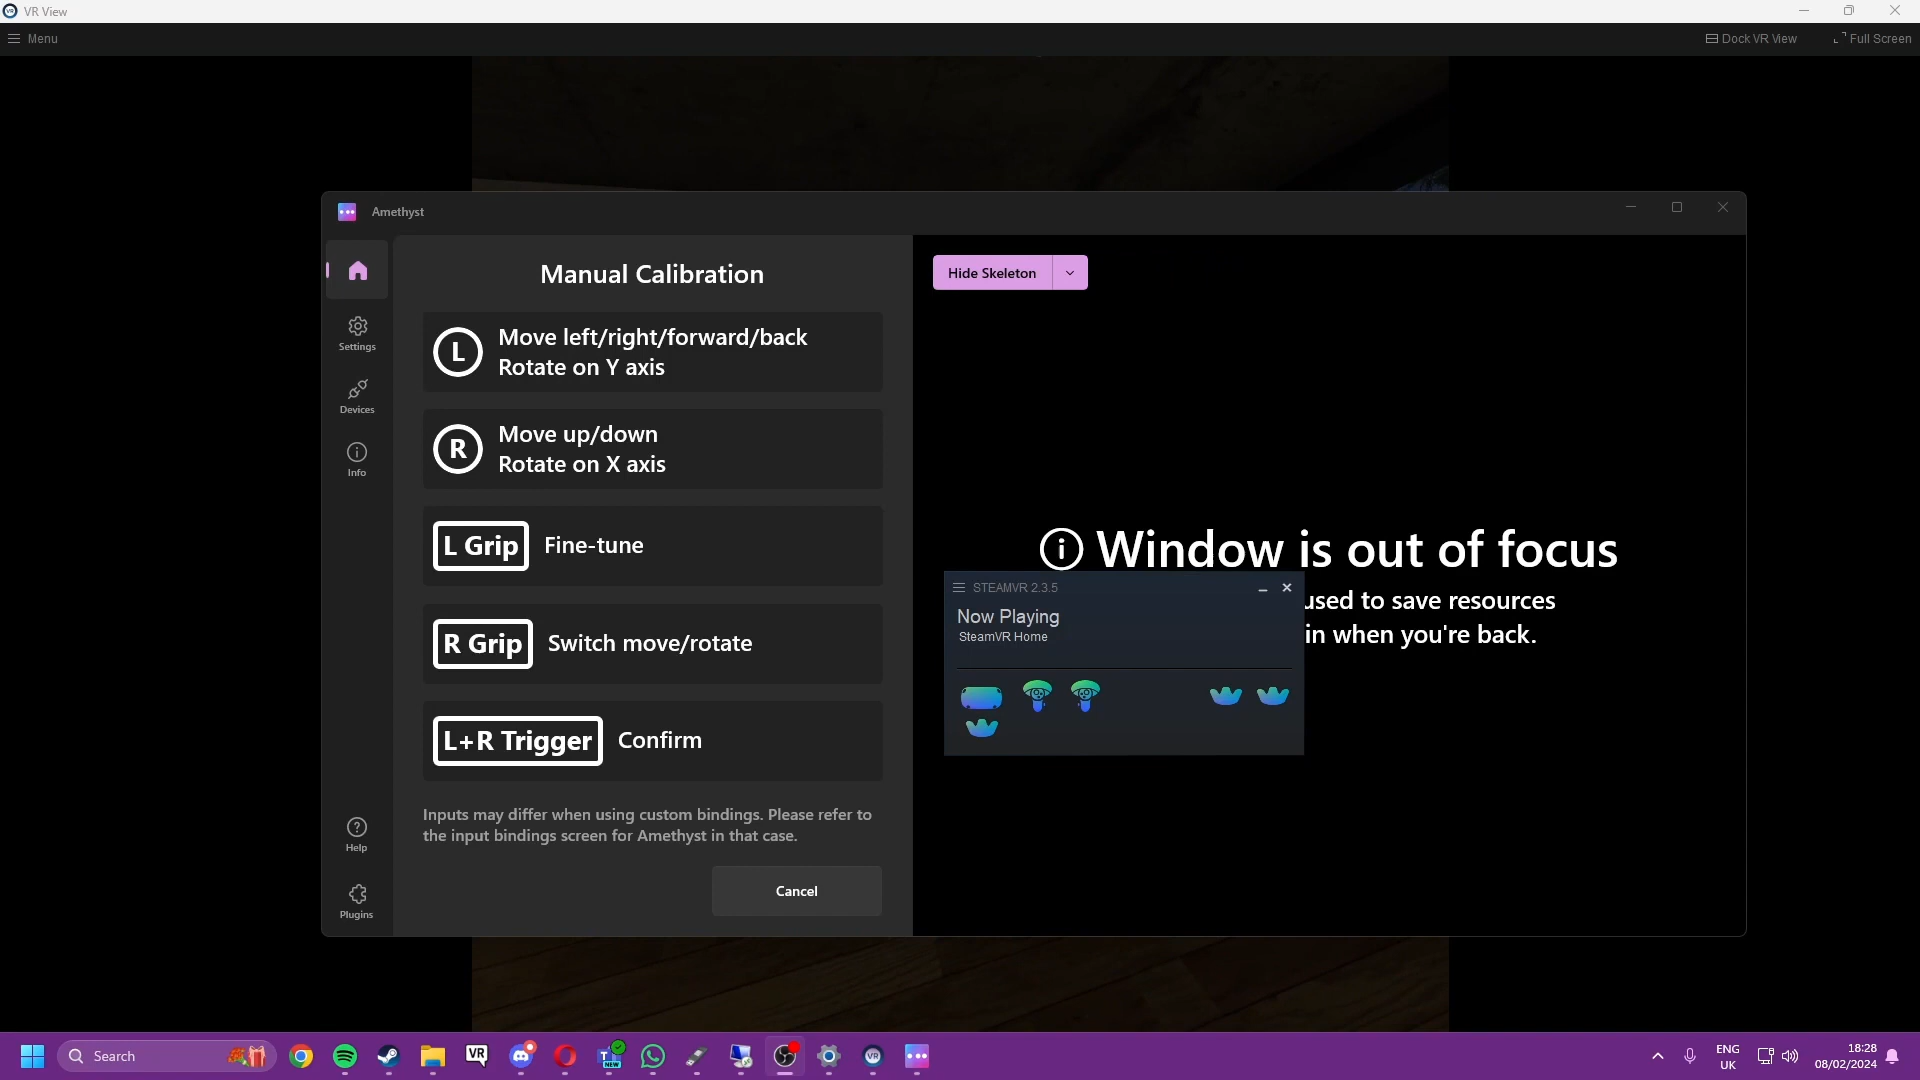 VR View
Menu
Dock VR View
Full Screen
Amethyst
Manual Calibration
Hide Skeleton
L
Move left/right/forward/back
Rotate on Y axis
Settings
R
Move up/down
Rotate on X axis
Devices
Info
L Grip
Fine-tune
R Grip
Switch move/rotate
L+R Trigger
Confirm
Inputs may differ when using custom bindings. Please refer to
the input bindings screen for Amethyst in that case.
Cancel
Help
Plugins
Window is out of focus
used to save resources
in when you're back.
STEAMVR 2.3.5
Now Playing
SteamVR Home
Search
VR
NEW
VR
ENG
UK
18:28
08/02/2024